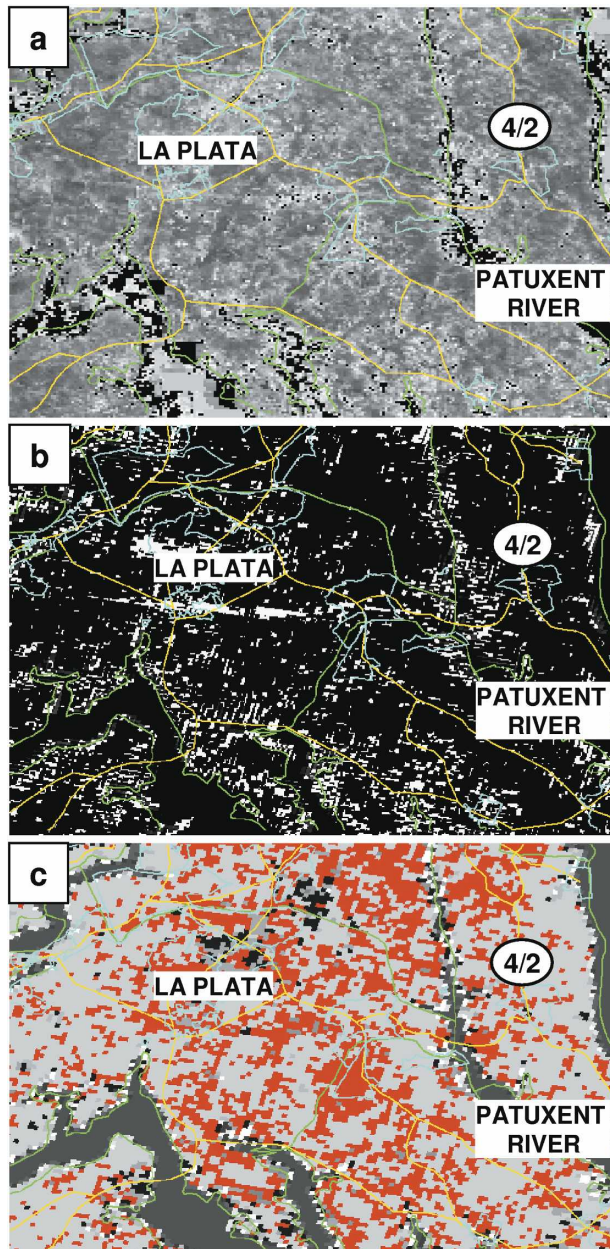 a
4/2
LA PLATA
PATUXENT
RIVER
b
4/2
LA PLATA
PATUXENT
RIVER
c
4/2
LA PLATA
PATUXENT
RIVER